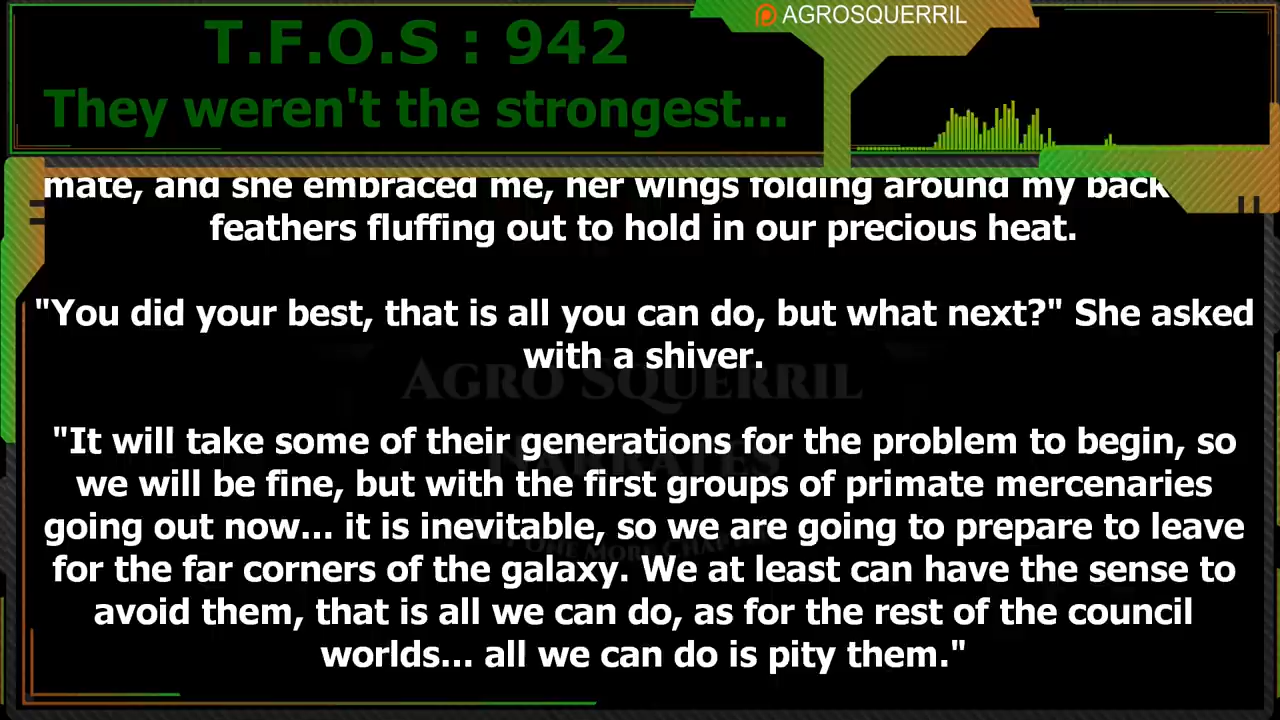 AGROSQUERRIL
T.F.O.S : 942
They weren't the strongest...
mate, and she embraced me, her wings folding around my back
feathers fluffing out to hold in our precious heat.
"You did your best, that is all you can do, but what next?" She asked
with a shiver.
AGRO SQUERRIL
NARRATES
"It will take some of their generations for the problem to begin, so
we will be fine, but with the first groups of primate mercenaries
going out now... it is inevitable, so we are going to prepare to leave
for the far corners of the galaxy. We at least can have the sense to
avoid them, that is all we can do, as for the rest of the council
worlds... all we can do is pity them."